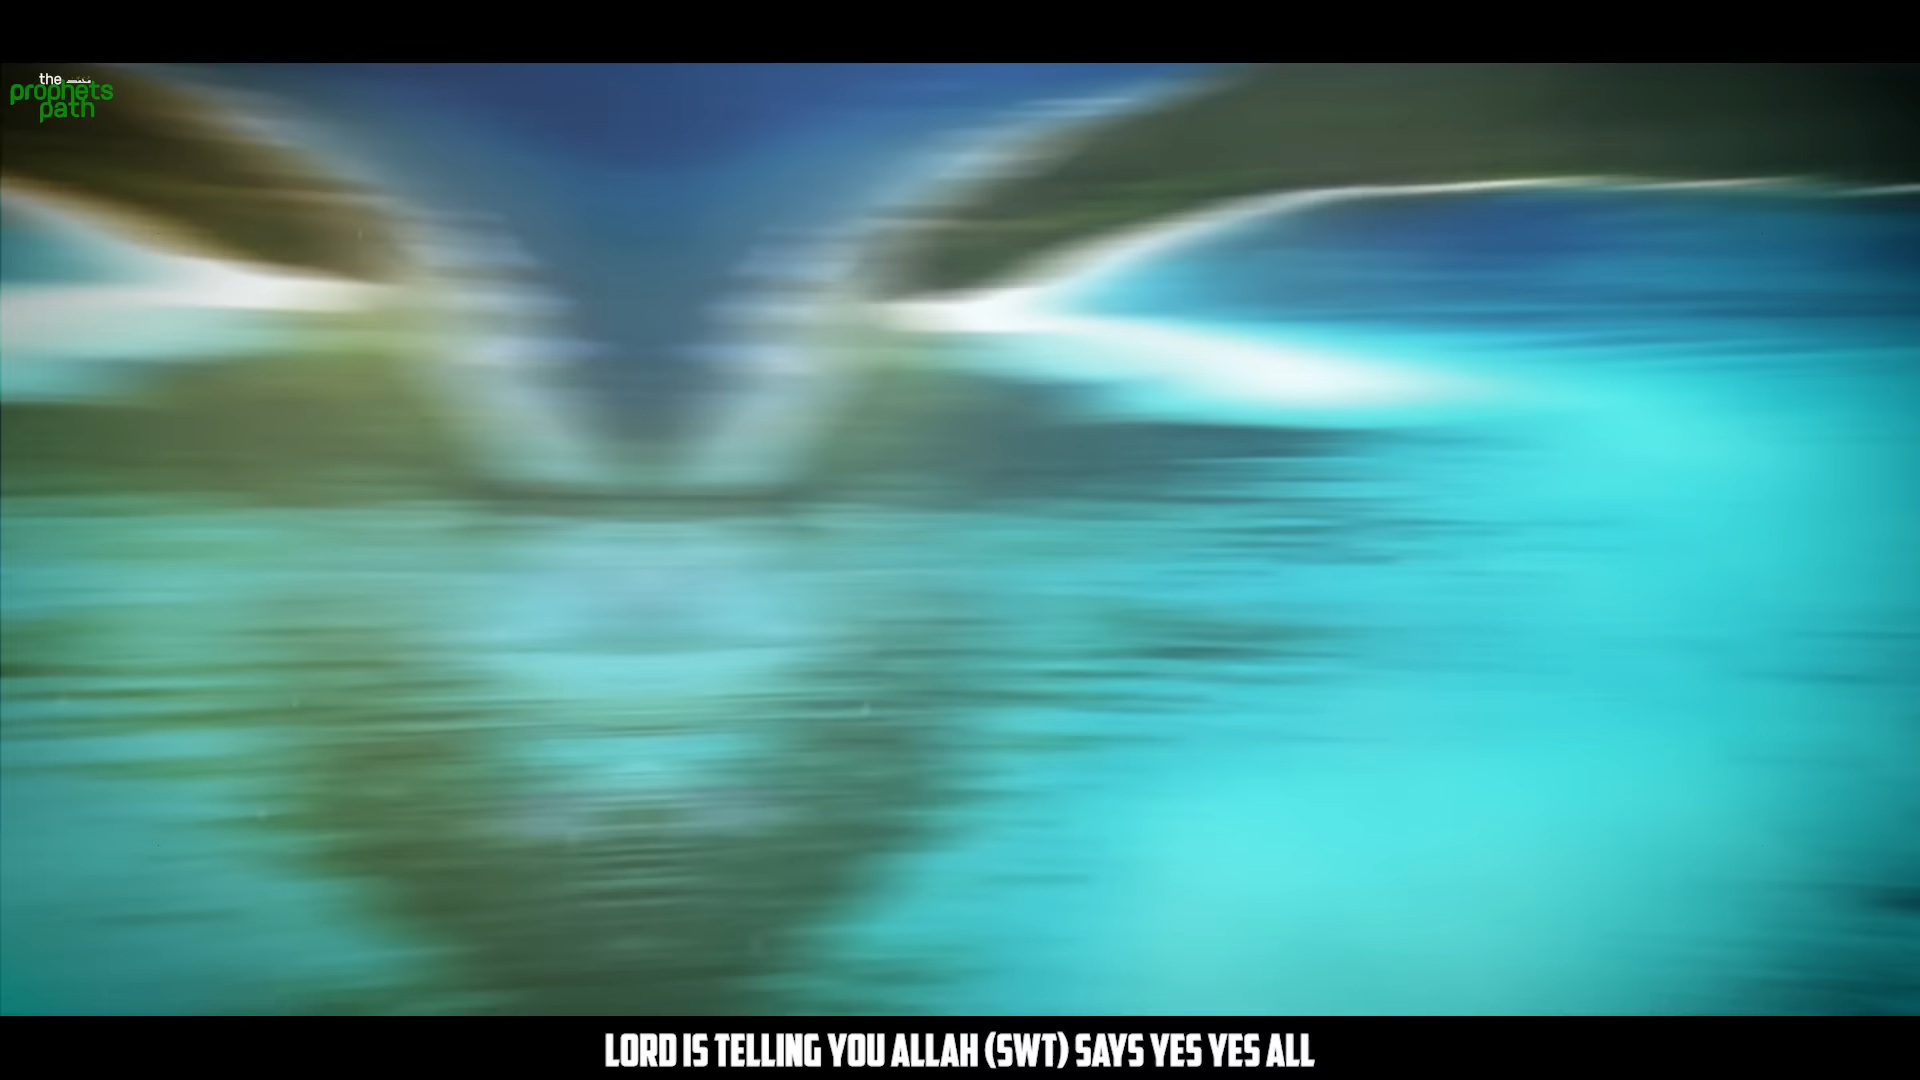 the
prophets
path
LORD IS TELLING YOU ALLAH (SWT) SAYS YES YES ALL